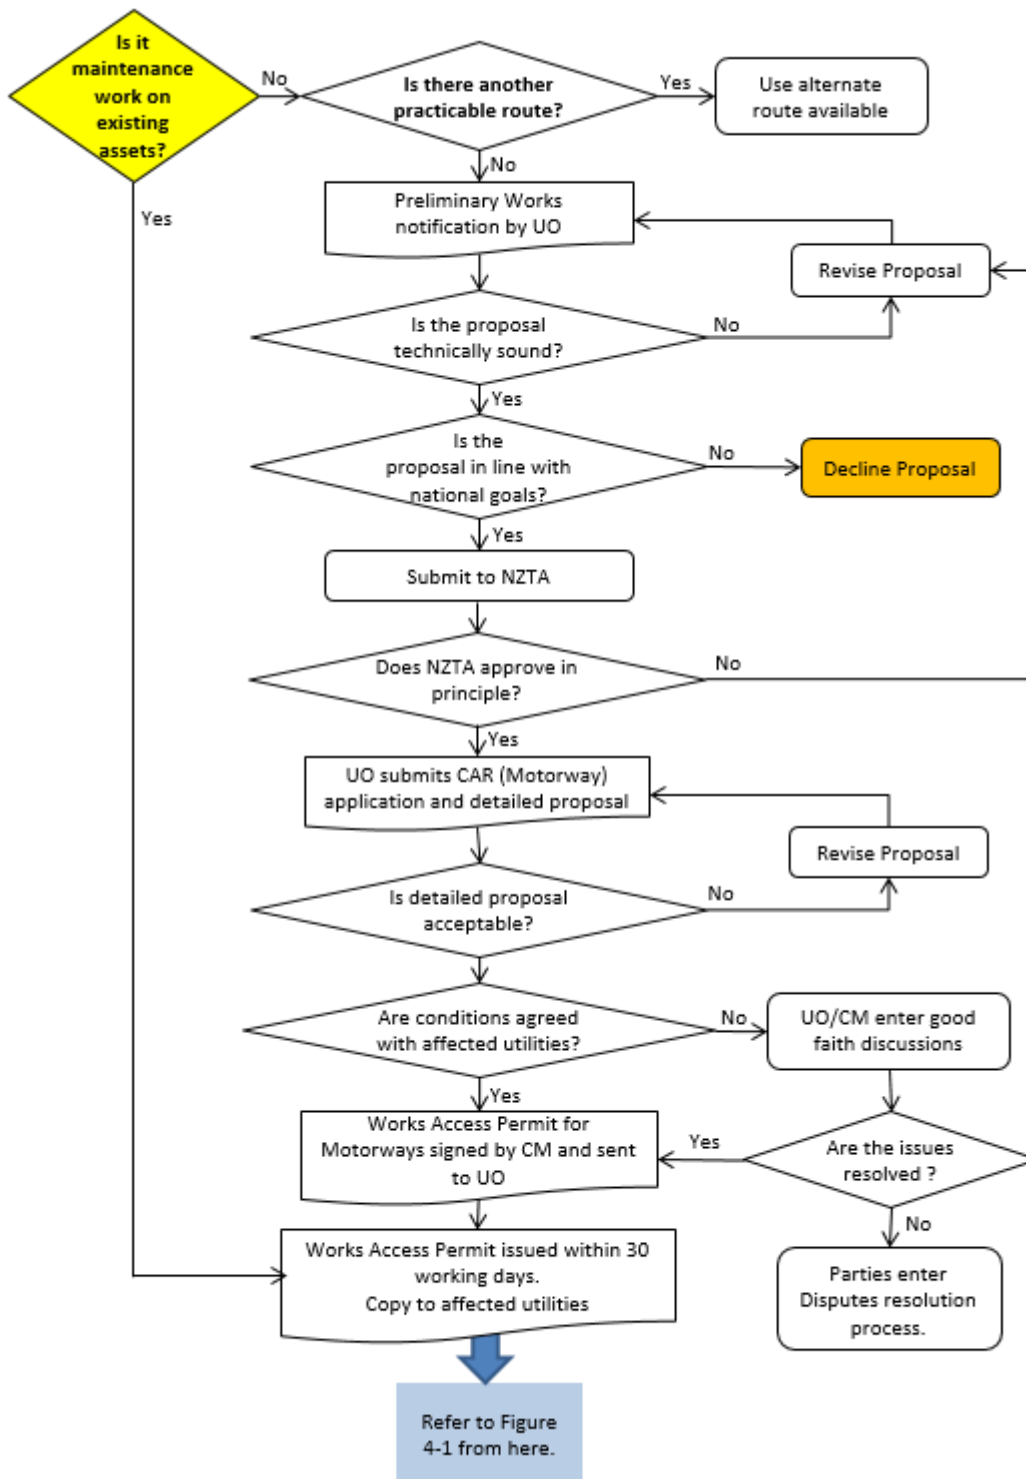 Is it
maintenance
work on
existing
assets?
No
Is there another
practicable route?
Yes
Use alternate
route available
No
Yes
Preliminary Works
notification by UO
Revise Proposal
Is the proposal
technically sound?
No
Yes
Is the
proposal in line with
national goals?
No
Decline Proposal
Yes
Submit to NZTA
Does NZTA approve in
principle?
No
Yes
UO submits CAR (Motorway)
application and detailed proposal
Revise Proposal
Is detailed proposal
acceptable?
No
Are conditions agreed
with affected utilities?
No
UO/CM enter good
faith discussions
Yes
Works Access Permit for
Motorways signed by CM and sent
to UO
Yes
Are the issues
resolved ?
No
Works Access Permit issued within 30
working days.
Copy to affected utilities
Parties enter
Disputes resolution
process.
Refer to Figure
4-1 from here.